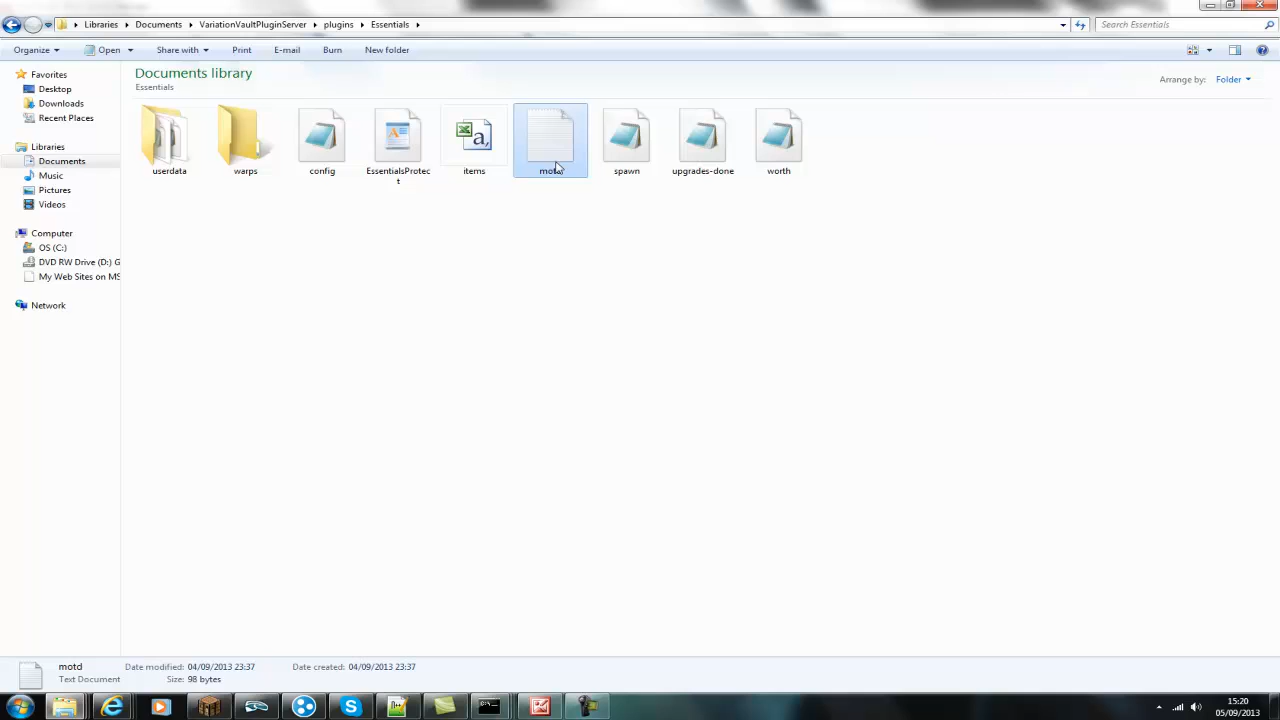 Libraries ▸ Documents ▸ VariationVaultPluginServer ▸ plugins ▸ Essentials ▸
Search Essentials
Organize Open Share with Print E-mail Burn New folder
Favorites
Desktop
Downloads
Recent Places
Libraries
Documents
Music
Pictures
Videos
Computer
OS (C:)
DVD RW Drive (D:) G
My Web Sites on MS
Network
Documents library
Essentials
Arrange by: Folder
userdata
warps
config
EssentialsProtec
t
items
motd
spawn
upgrades-done
worth
motd
Text Document
Date modified: 04/09/2013 23:37
Size: 98 bytes
Date created: 04/09/2013 23:37
15:20
05/09/2013